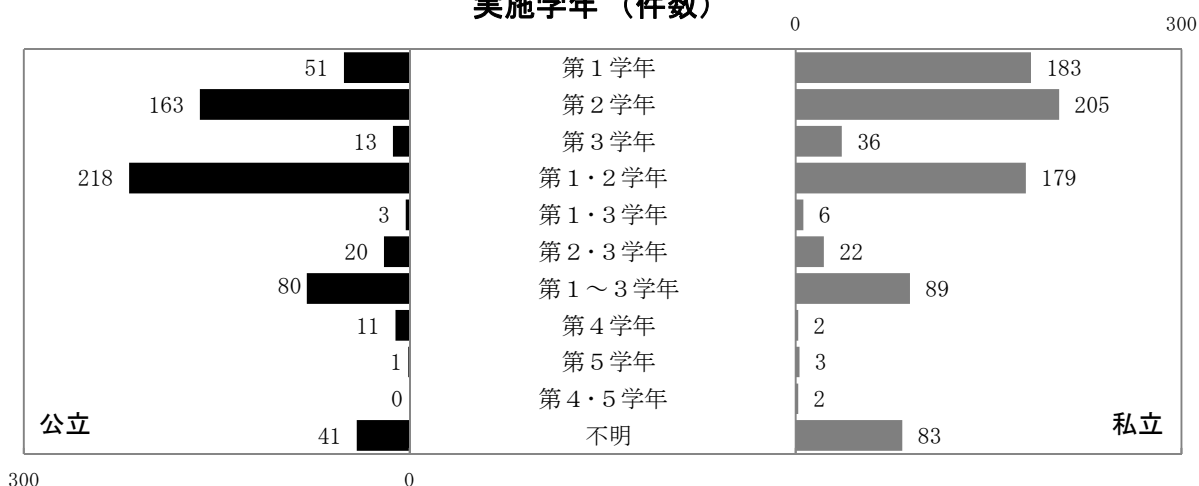 実施学年（件数）
0 300
51 第１学年 183
163 第２学年 205
13 第３学年 36
218 第１・２学年 179
3 第１・３学年 6
20 第２・３学年 22
80 第１～３学年 89
11 第４学年 2
1 第５学年 3
0 第４・５学年 2
公立 41 不明 83 私立
300 0